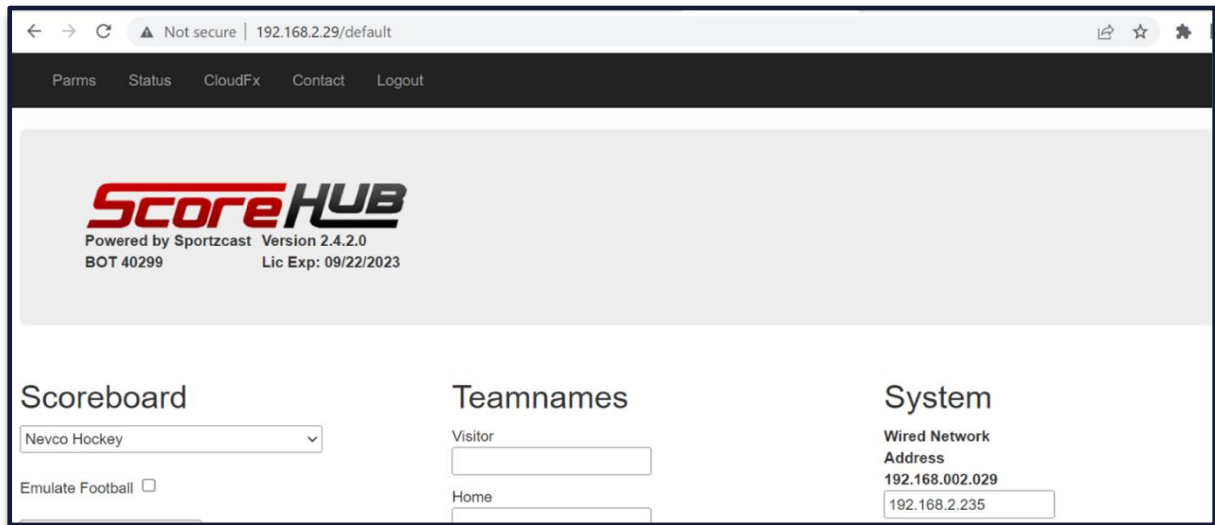 Not secure | 192.168.2.29/default
Parms Status CloudFx Contact Logout
ScoreHUB
Powered by Sportzcast Version 2.4.2.0
BOT 40299 Lic Exp: 09/22/2023
Scoreboard Teamnames System
Nevco Hockey
Visitor
Wired Network
Address
192.168.002.029
Emulate Football
Home
192.168.2.235